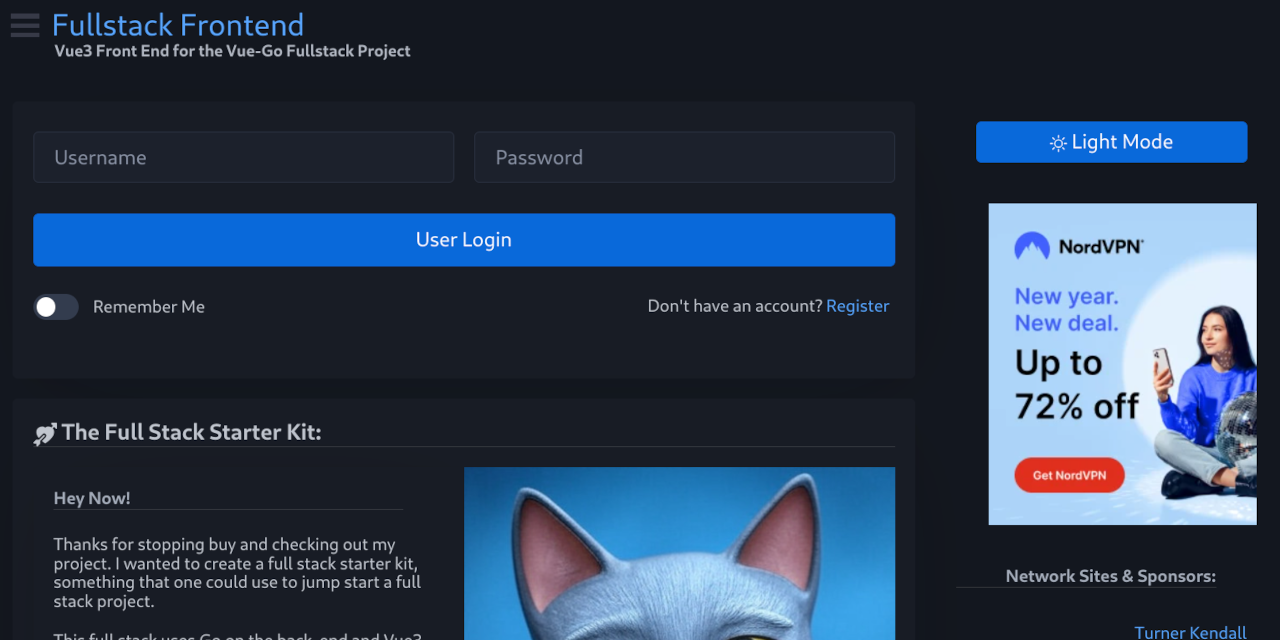 Fullstack Frontend
Vue3 Front End for the Vue-Go Fullstack Project
Username
Password
User Login
Remember Me
Don't have an account? Register
The Full Stack Starter Kit:
Hey Now!
Thanks for stopping buy and checking out my
project. I wanted to create a full stack starter kit,
something that one could use to jump start a full
stack project.
This full stack uses Go on the back-end and Vue3
Light Mode
NordVPN®
New year.
New deal.
Up to
72% off
Get NordVPN
Network Sites & Sponsors:
Turner Kendall